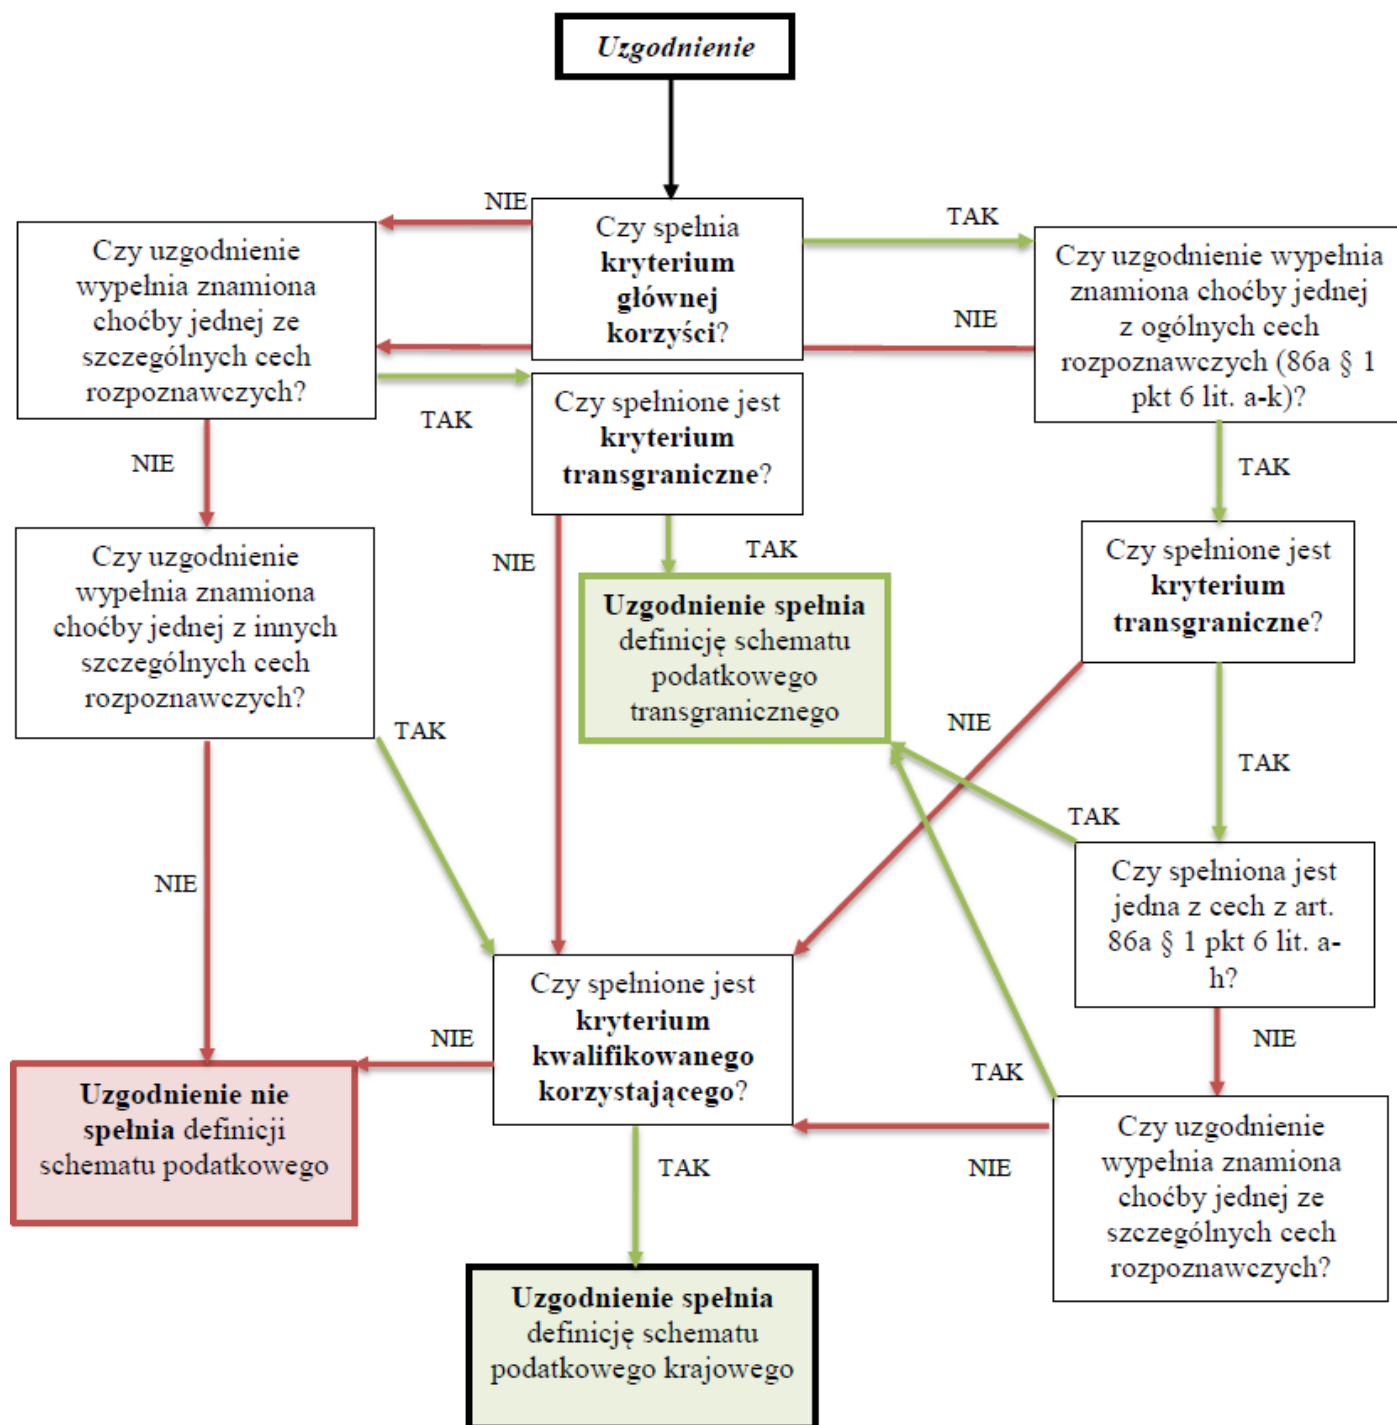 Uzgodnienie
NIE
Czy spełnia
kryterium
głównej
korzyści?
TAK
Czy uzgodnienie
wypełnia znamiona
choćby jednej ze
szczególnych cech
rozpoznawczych?
Czy uzgodnienie wypełnia
znamiona choćby jednej
z ogólnych cech
rozpoznawczych (86a § 1
pkt 6 lit. a-k)?
NIE
TAK
Czy spełnione jest
kryterium
transgraniczne?
NIE
TAK
Czy uzgodnienie
wypełnia znamiona
choćby jednej z innych
szczególnych cech
rozpoznawczych?
NIE
TAK
Czy spełnione jest
kryterium
transgraniczne?
Uzgodnienie spełnia
definicję schematu
podatkowego
transgranicznego
TAK
NIE
TAK
TAK
NIE
Czy spełniona jest
jedna z cech z art.
86a § 1 pkt 6 lit. a-
h?
Czy spełnione jest
kryterium
kwalifikowanego
korzystającego?
NIE
NIE
TAK
Uzgodnienie nie
spełnia definicji
schematu podatkowego
Czy uzgodnienie
wypełnia znamiona
choćby jednej ze
szczególnych cech
rozpoznawczych?
TAK
NIE
Uzgodnienie spełnia
definicję schematu
podatkowego krajowego